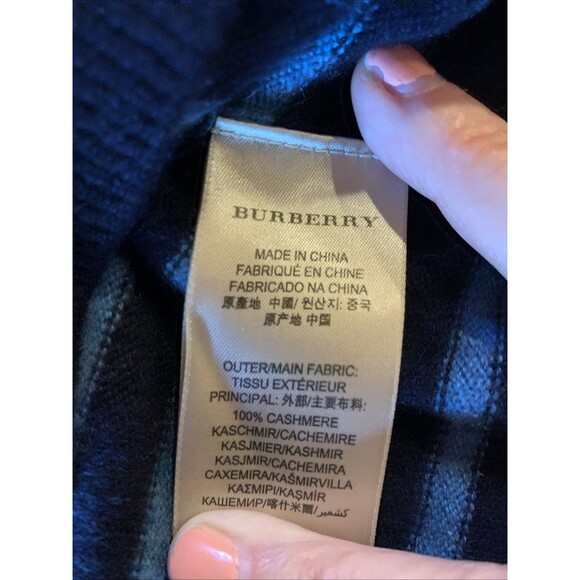 BURBERRY
MADE IN CHINA
FABRIQUÉ EN CHINE
FABRICADO NA CHINA
原產地 中國/ 원산지: 중국
原产地 中国
OUTER/MAIN FABRIC:
TISSU EXTÉRIEUR
PRINCIPAL: 外部/主要布料:
100% CASHMERE
KASCHMIR/CACHEMIRE
KASJMIER/KASHMIR
KASJMIR/CACHEMIRA
CAXEMIRA/KAŠMIRVILLA
ΚΑΣΜΙΡΙ/KAŞMİR
КАШЕМИР/喀什米爾/كشمير